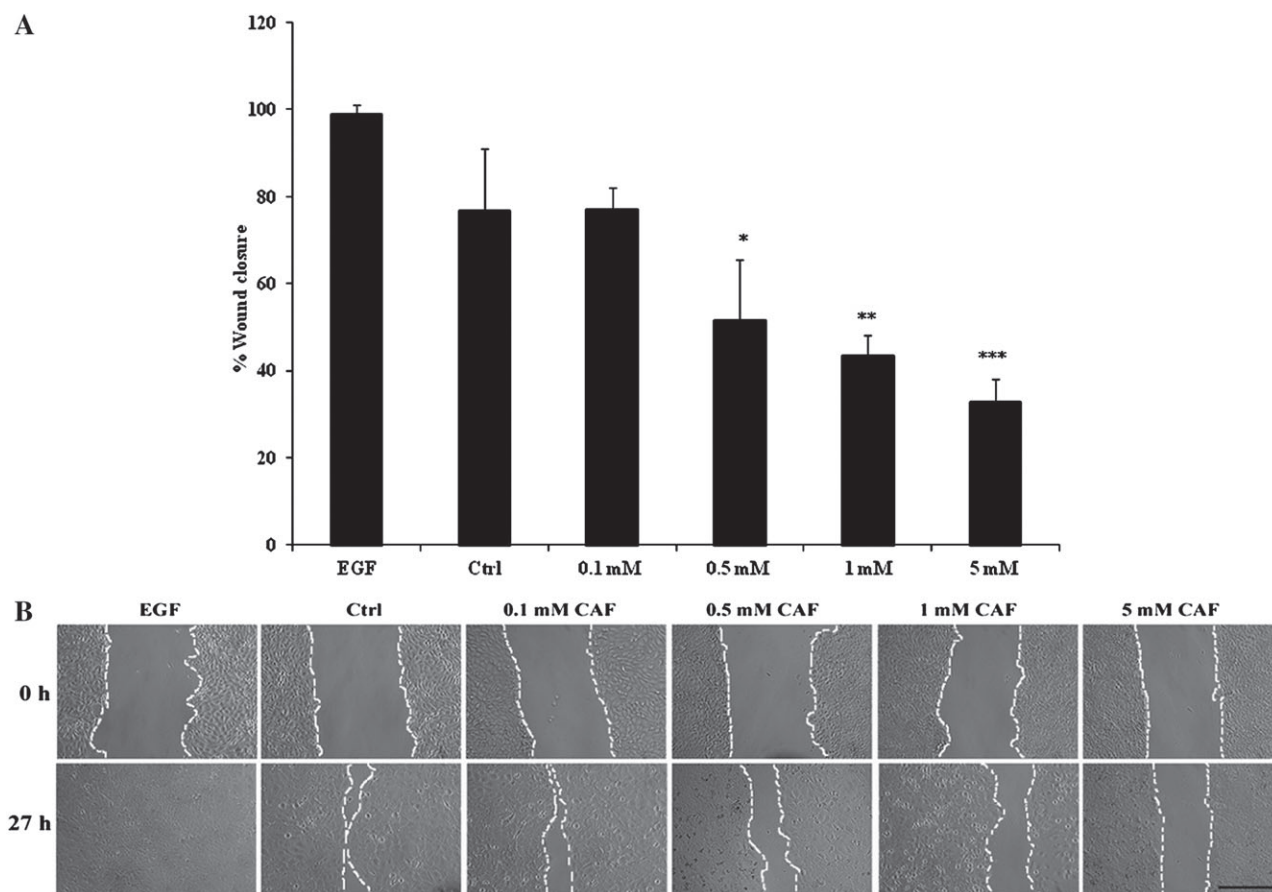 A
120
100
80
60
40
20
0
% Wound closure
*
**
***
EGF Ctrl 0.1 mM 0.5 mM 1 mM 5 mM
B
EGF Ctrl 0.1 mM CAF 0.5 mM CAF 1 mM CAF 5 mM CAF
0 h
27 h